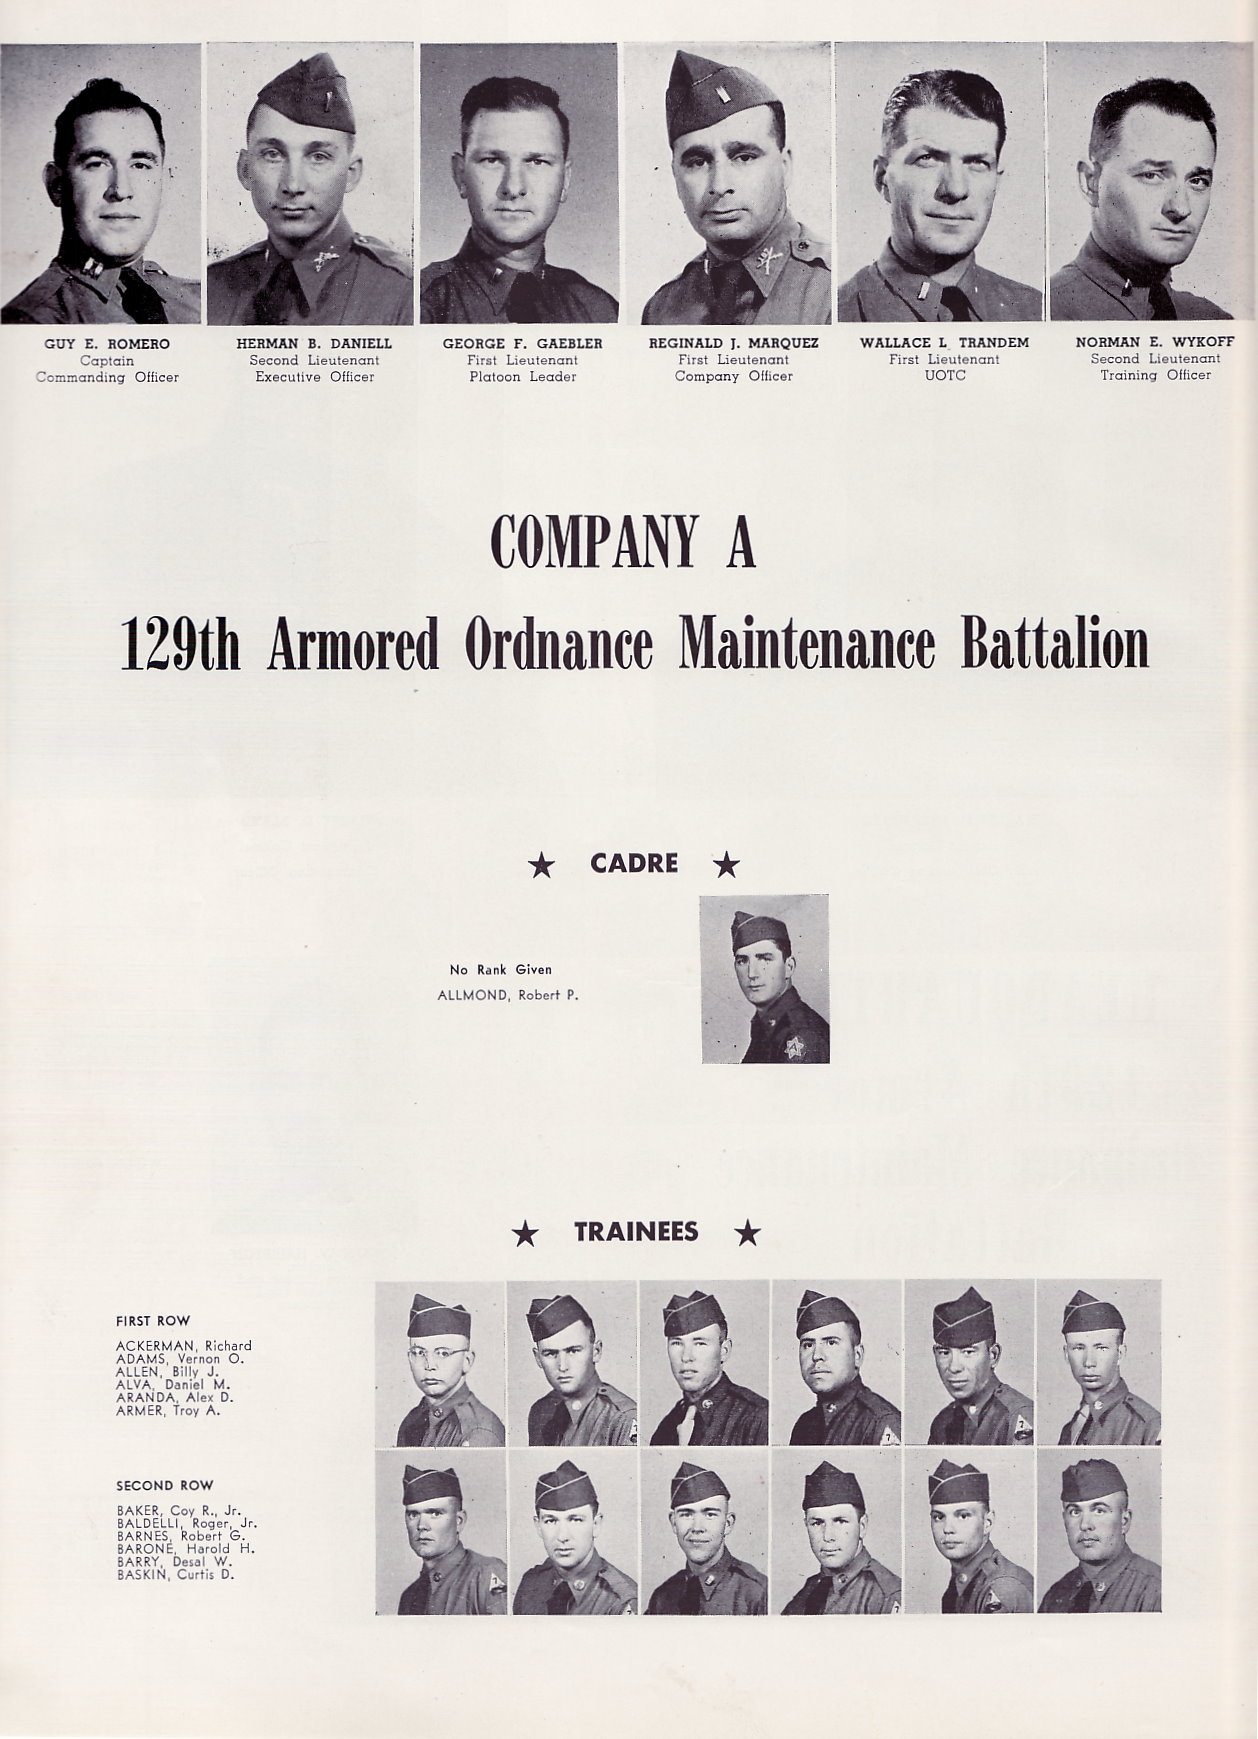 GUY E. ROMERO
Captain
Commanding Officer
HERMAN B. DANIELL
Second Lieutenant
Executive Officer
GEORGE F. GAEBLER
First Lieutenant
Platoon Leader
REGINALD J. MARQUEZ
First Lieutenant
Company Officer
WALLACE L. TRANDEM
First Lieutenant
UOTC
NORMAN E. WYKOFF
Second Lieutenant
Training Officer
COMPANY A
129th Armored Ordnance Maintenance Battalion
★ CADRE ★
No Rank Given
ALLMOND, Robert P.
★ TRAINEES ★
FIRST ROW
ACKERMAN, Richard
ADAMS, Vernon O.
ALLEN, Billy J.
ALVA, Daniel M.
ARANDA, Alex D.
ARMER, Troy A.
SECOND ROW
BAKER, Coy R., Jr.
BALDELLI, Roger, Jr.
BARNES, Robert G.
BARONE, Harold H.
BARRY, Desal W.
BASKIN, Curtis D.